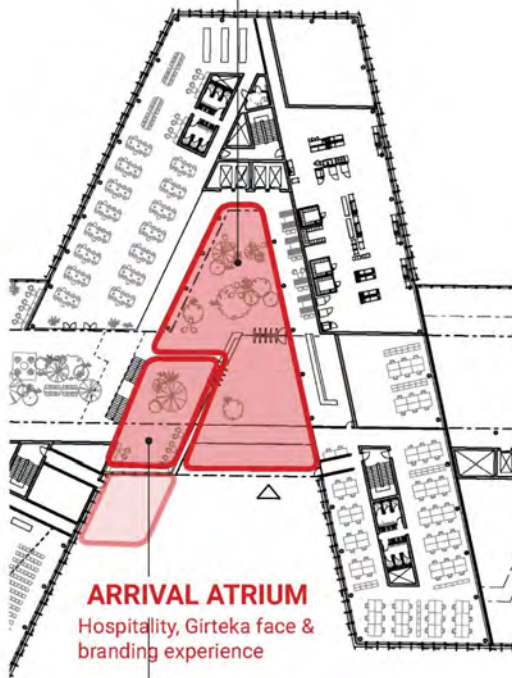 ARRIVAL ATRIUM
Hospitality, Girteka face &
branding experience